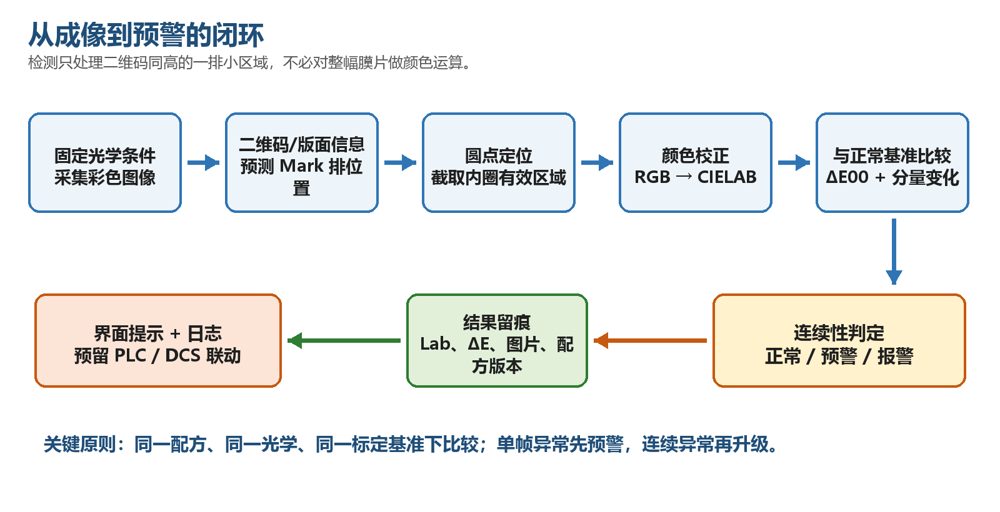 从成像到预警的闭环
检测只处理二维码同高的一排小区域，不必对整幅膜片做颜色运算。
固定光学条件
采集彩色图像
二维码/版面信息
预测 Mark 排位
置
圆点定位
截取内圈有效区域
颜色校正
RGB → CIELAB
与正常基准比较
ΔE00 + 分量变化
连续性判定
正常 / 预警 / 报警
结果留痕
Lab、ΔE、图片、配
方版本
界面提示 + 日志
预留 PLC / DCS 联动
关键原则：同一配方、同一光学、同一标定基准下比较；单帧异常先预警，连续异常再升级。